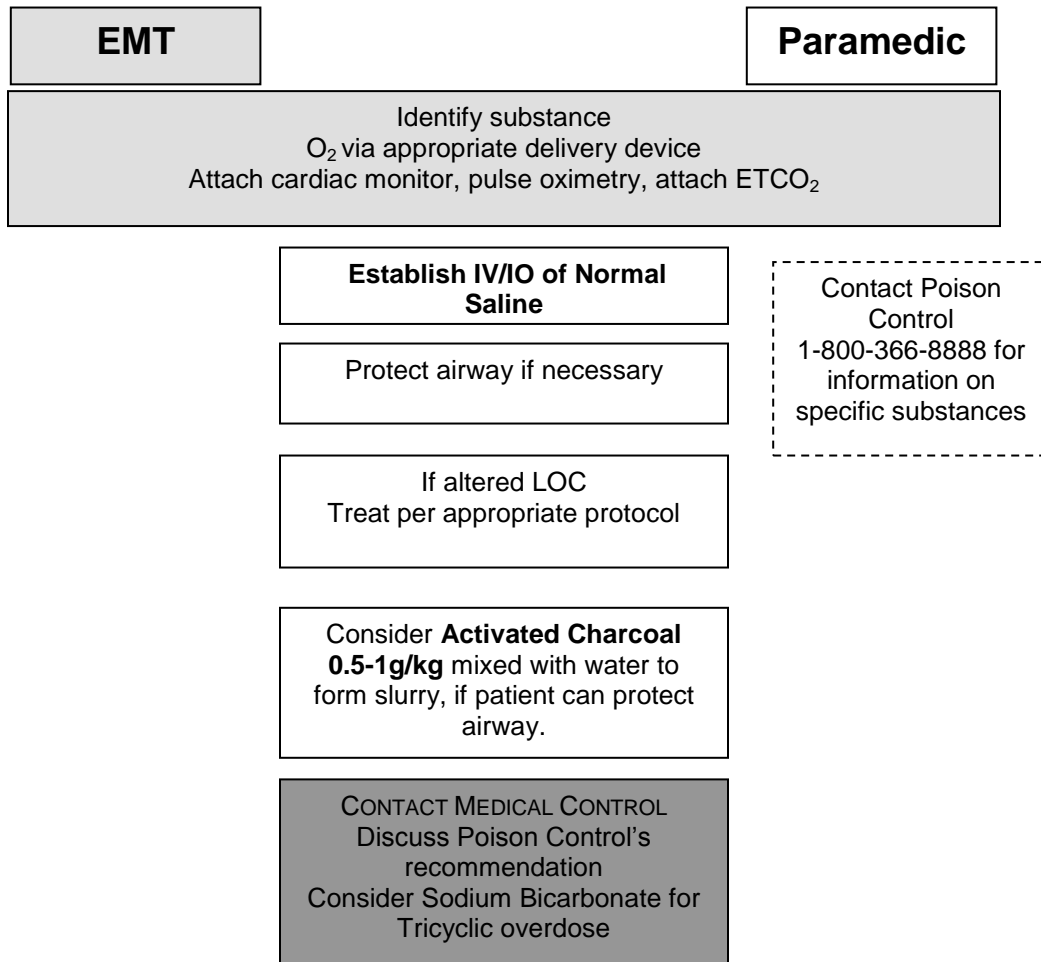 EMT
Paramedic
Identify substance
O₂ via appropriate delivery device
Attach cardiac monitor, pulse oximetry, attach ETCO₂
Establish IV/IO of Normal
Saline
Contact Poison
Control
1-800-366-8888 for
information on
specific substances
Protect airway if necessary
If altered LOC
Treat per appropriate protocol
Consider Activated Charcoal
0.5-1g/kg mixed with water to
form slurry, if patient can protect
airway.
CONTACT MEDICAL CONTROL
Discuss Poison Control’s
recommendation
Consider Sodium Bicarbonate for
Tricyclic overdose